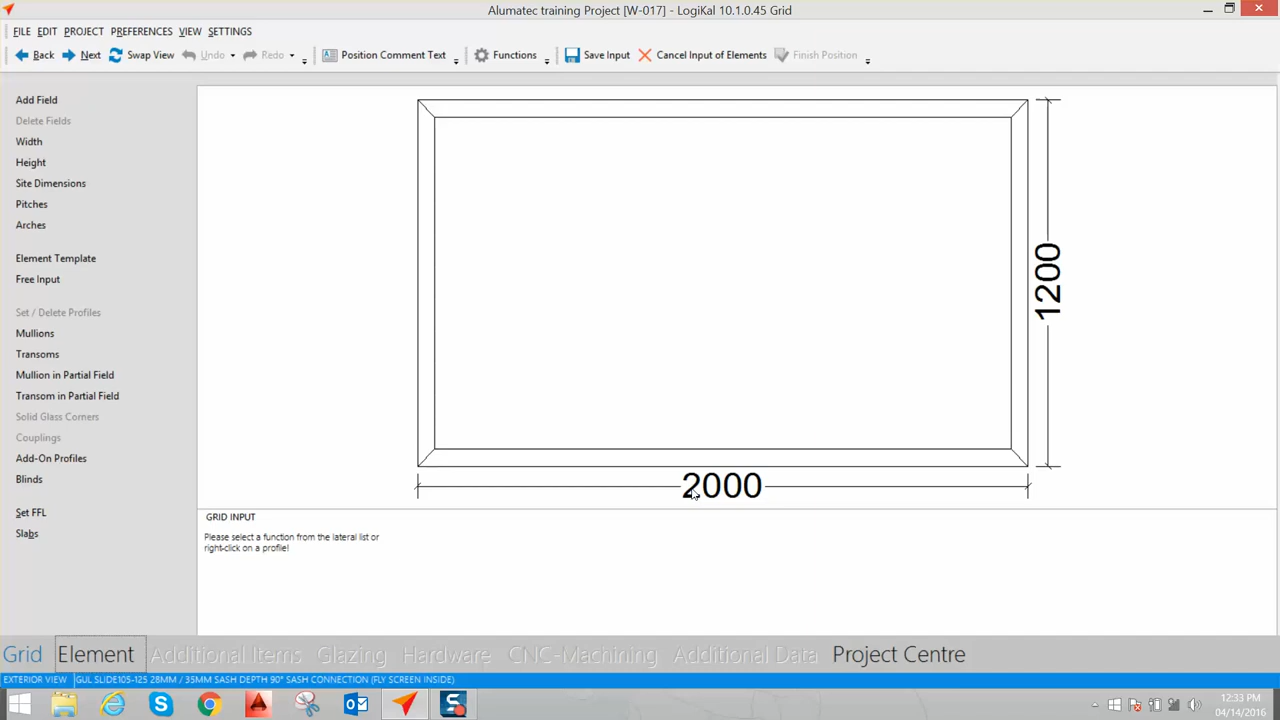 Alumatec training Project [W-017] - LogiKal 10.1.0.45 Grid
FILE EDIT PROJECT PREFERENCES VIEW SETTINGS
Back Next Swap View Undo Redo Position Comment Text Functions Save Input Cancel Input of Elements Finish Position
Add Field
Delete Fields
Width
Height
Site Dimensions
Pitches
Arches
Element Template
Free Input
Set / Delete Profiles
Mullions
Transoms
Mullion in Partial Field
Transom in Partial Field
Solid Glass Corners
Couplings
Add-On Profiles
Blinds
Set FFL
Slabs
1200
2000
GRID INPUT
Please select a function from the lateral list or
right-click on a profile!
Grid Element Additional Items Glazing Hardware CNC-Machining Additional Data Project Centre
EXTERIOR VIEW GUL SLIDE105-125 28MM / 35MM SASH DEPTH 90° SASH CONNECTION (FLY SCREEN INSIDE)
12:33 PM
04/14/2016